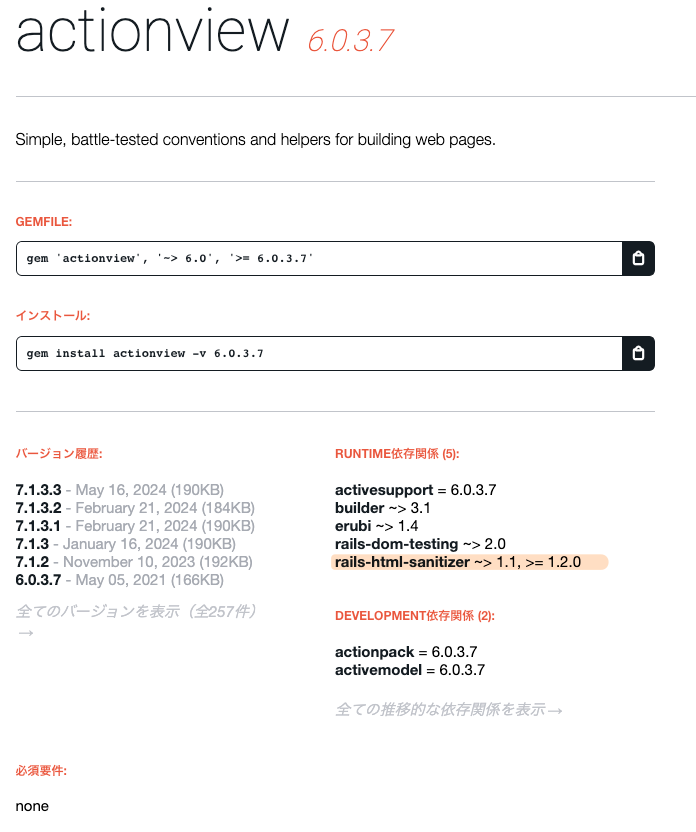 actionview 6.0.3.7
Simple, battle-tested conventions and helpers for building web pages.
GEMFILE:
gem 'actionview', '~> 6.0', '>= 6.0.3.7'
インストール:
gem install actionview -v 6.0.3.7
バージョン履歴:
7.1.3.3 - May 16, 2024 (190KB)
7.1.3.2 - February 21, 2024 (184KB)
7.1.3.1 - February 21, 2024 (190KB)
7.1.3 - January 16, 2024 (190KB)
7.1.2 - November 10, 2023 (192KB)
6.0.3.7 - May 05, 2021 (166KB)
全てのバージョンを表示（全257件）
→
RUNTIME依存関係 (5):
activesupport = 6.0.3.7
builder ~> 3.1
erubi ~> 1.4
rails-dom-testing ~> 2.0
rails-html-sanitizer ~> 1.1, >= 1.2.0
DEVELOPMENT依存関係 (2):
actionpack = 6.0.3.7
activemodel = 6.0.3.7
全ての推移的な依存関係を表示 →
必須要件:
none